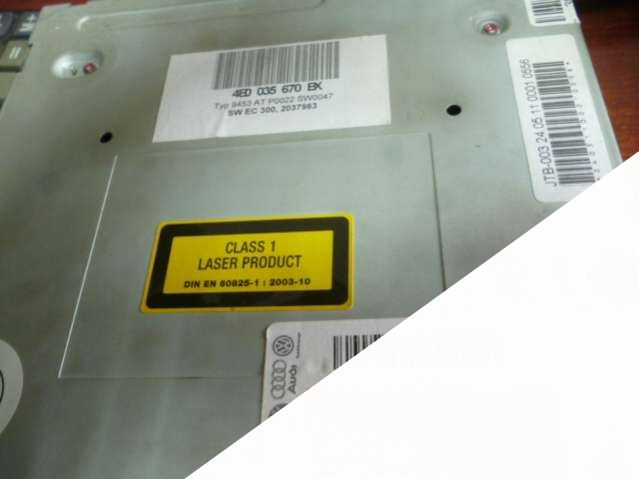 4E0 035 670 BX
Typ 9453 AT P0022 SW0047
SW EC 300, 2037963
JTB-003 24 05 11 0001 0556
CLASS 1
LASER PRODUCT
DIN EN 60825-1 : 2003-10
Audi